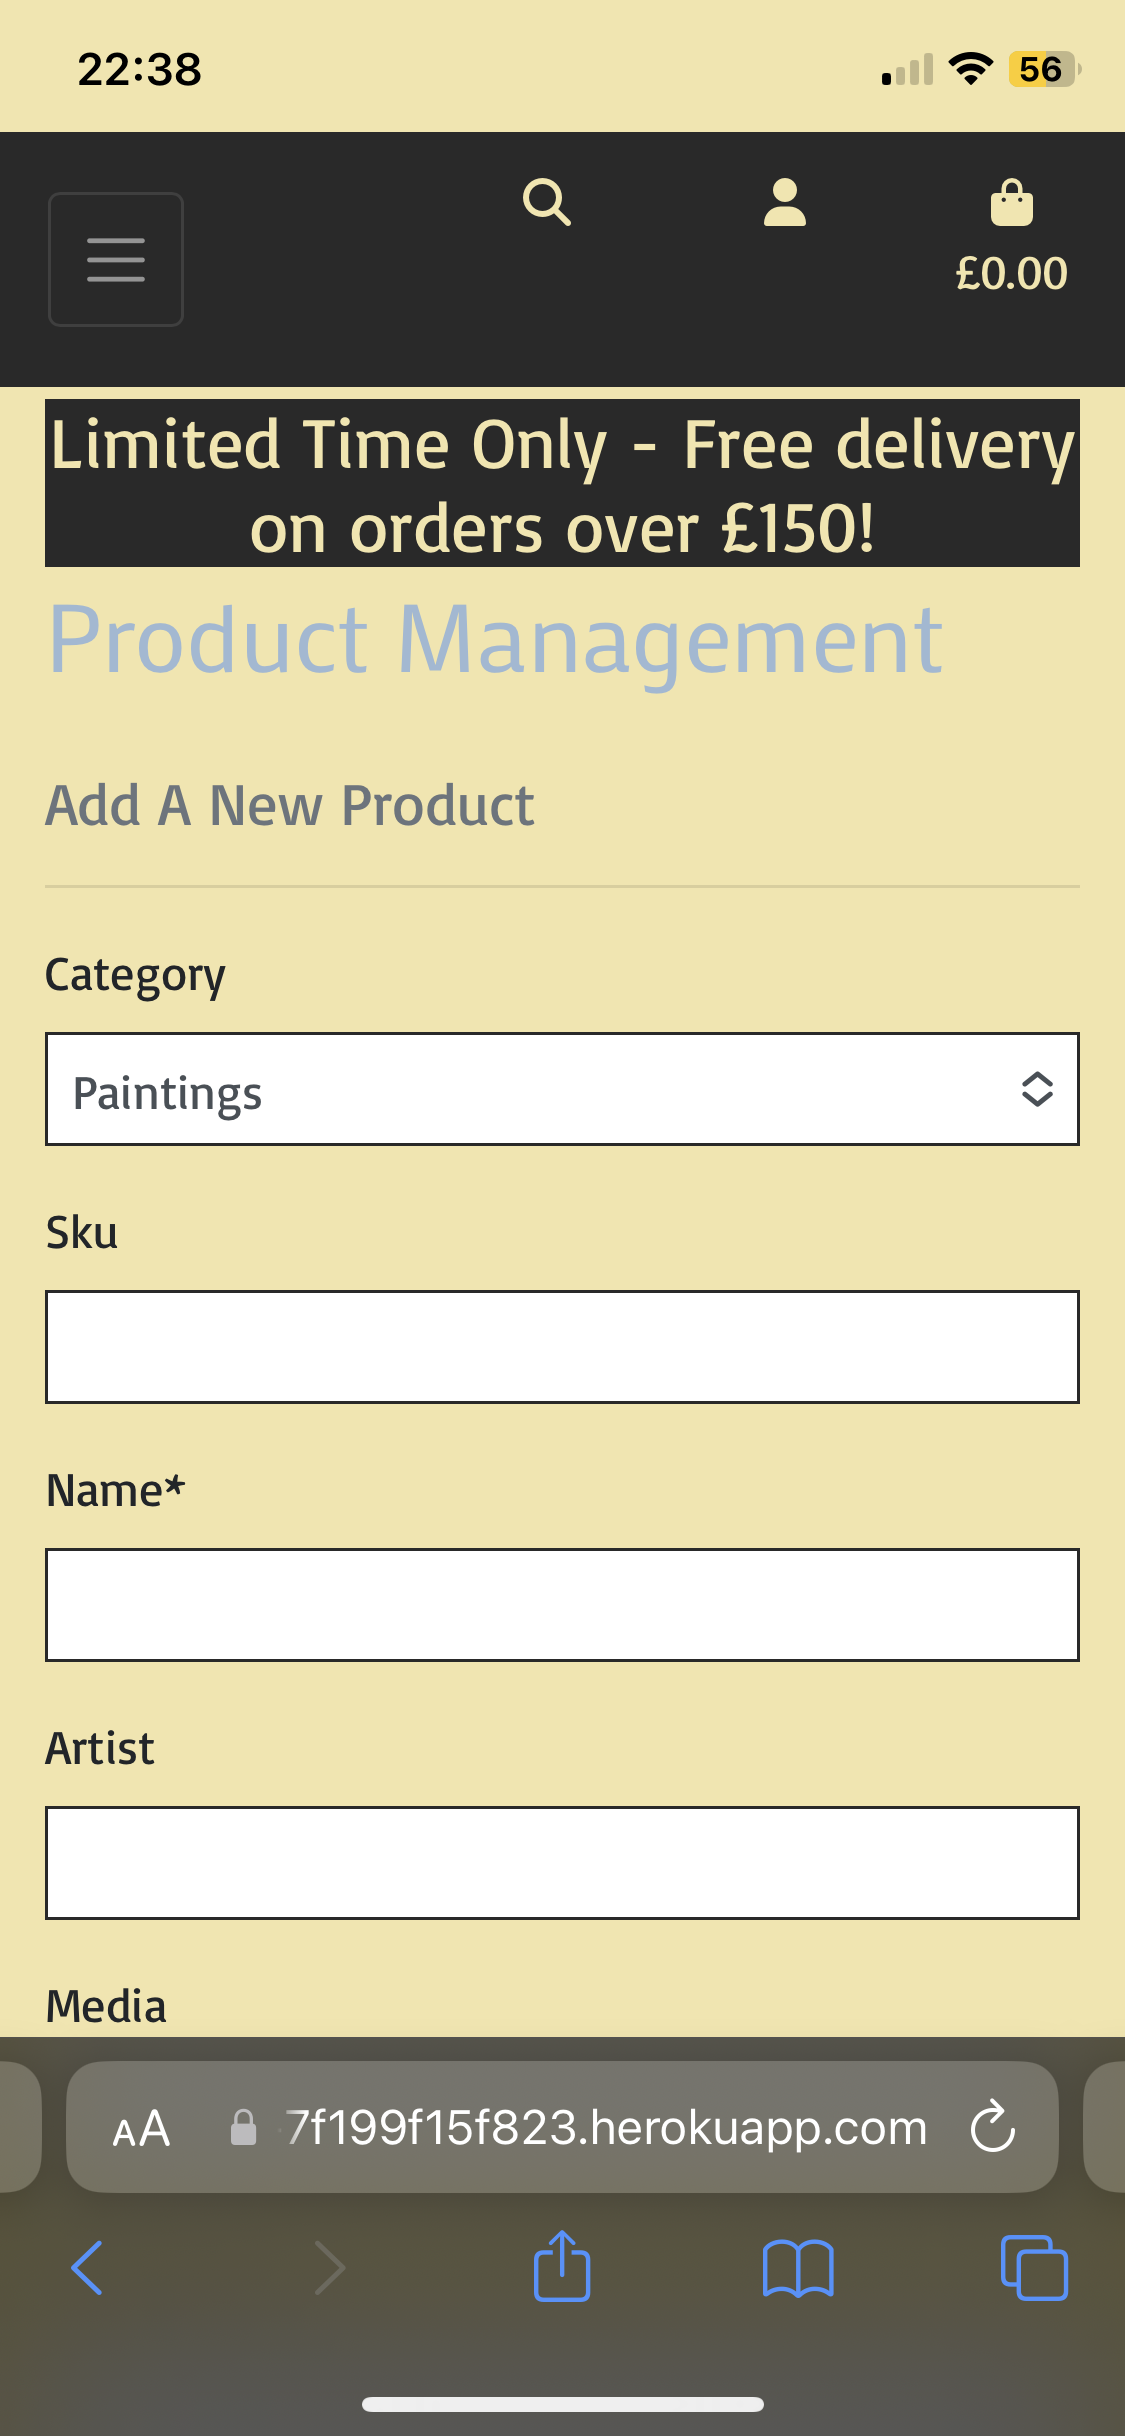 22:38
56
£0.00
Limited Time Only - Free delivery
on orders over £150!
Product Management
Add A New Product
Category
Paintings
Sku
Name*
Artist
Media
AA
7f199f15f823.herokuapp.com